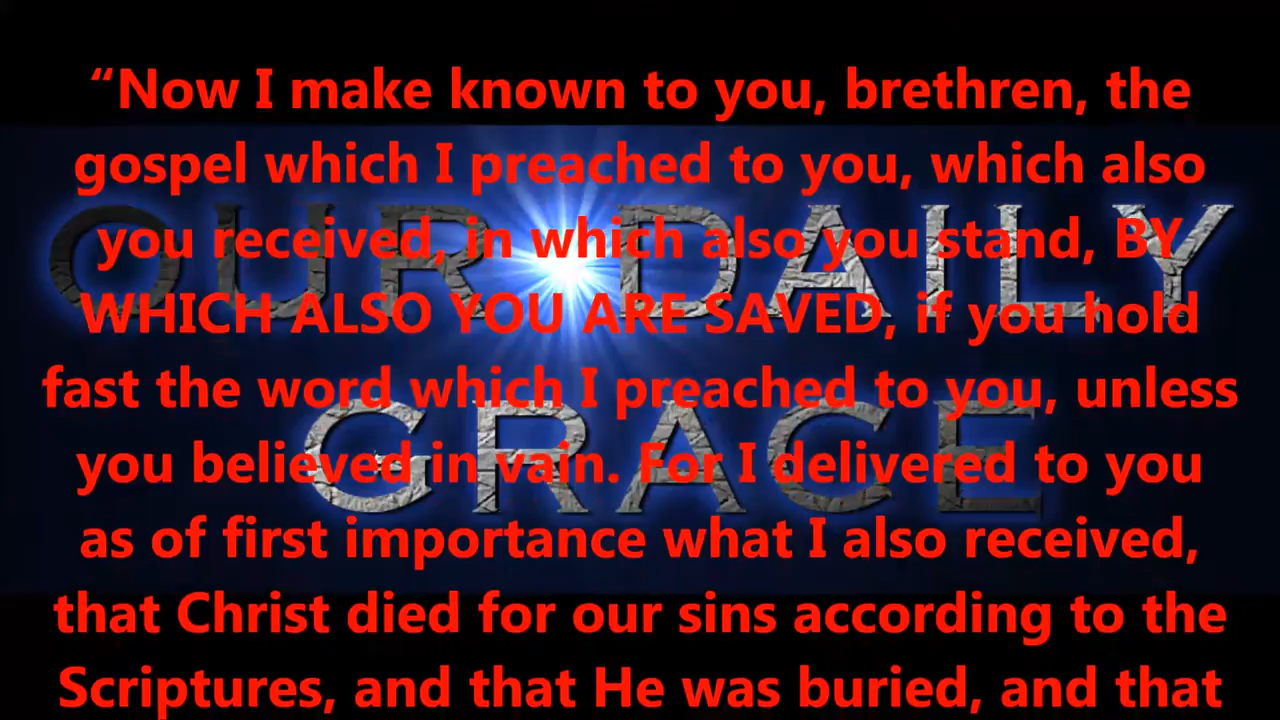 “Now I make known to you, brethren, the
gospel which I preached to you, which also
you received, in which also you stand, BY
WHICH ALSO YOU ARE SAVED, if you hold
fast the word which I preached to you, unless
you believed in vain. For I delivered to you
as of first importance what I also received,
that Christ died for our sins according to the
Scriptures, and that He was buried, and that
OUR DAILY
GRACE